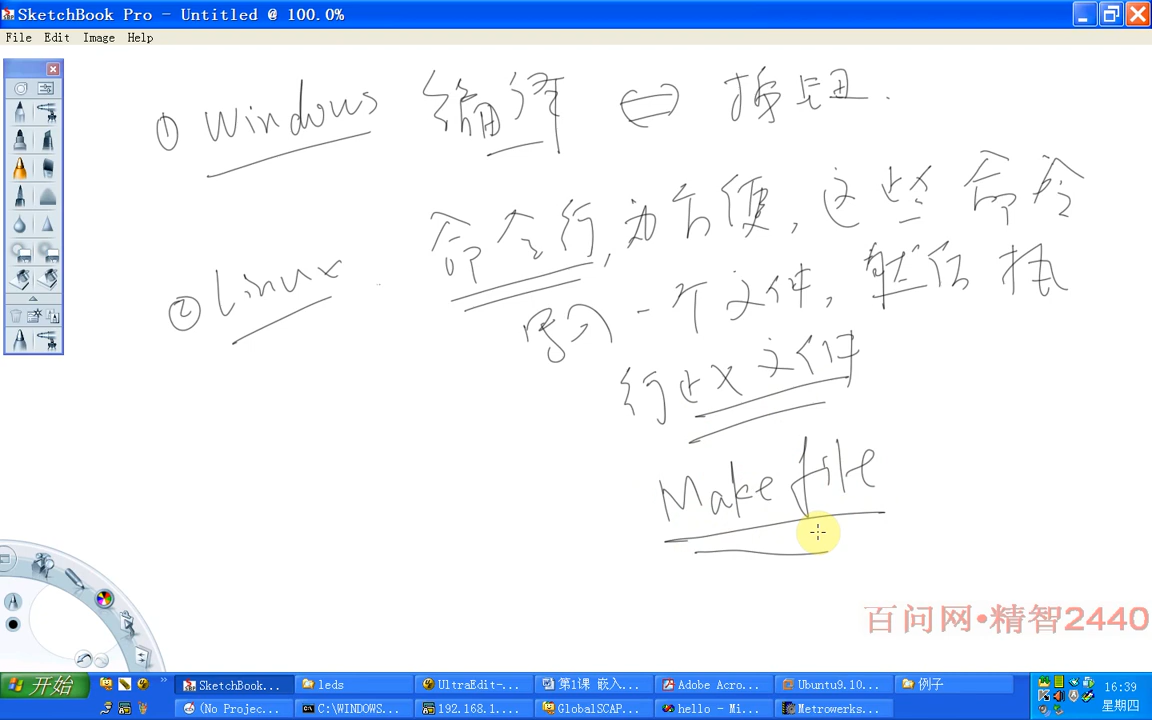 SketchBook Pro - Untitled @ 100.0%
File Edit Image Help
① Windows 编译 ⇔ 按钮.
② Linux 命令行, 为方便, 这些命令
写入一个文件, 然后执
行此文件
Makefile
百问网•精智2440
开始
SketchBook...
leds
UltraEdit-...
第1课 嵌入...
Adobe Acro...
Ubuntu9.10...
例子
16:39
(No Projec...
C:\WINDOWS...
192.168.1....
GlobalSCAP...
hello - Mi...
Metrowerks...
星期四